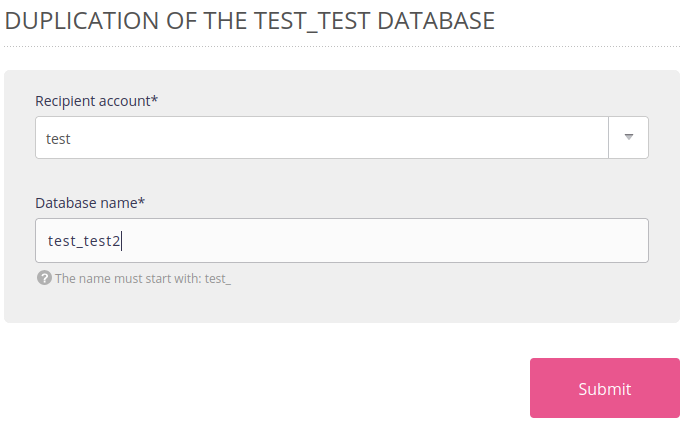 DUPLICATION OF THE TEST_TEST DATABASE
Recipient account*
test
Database name*
test_test2
? The name must start with: test_
Submit